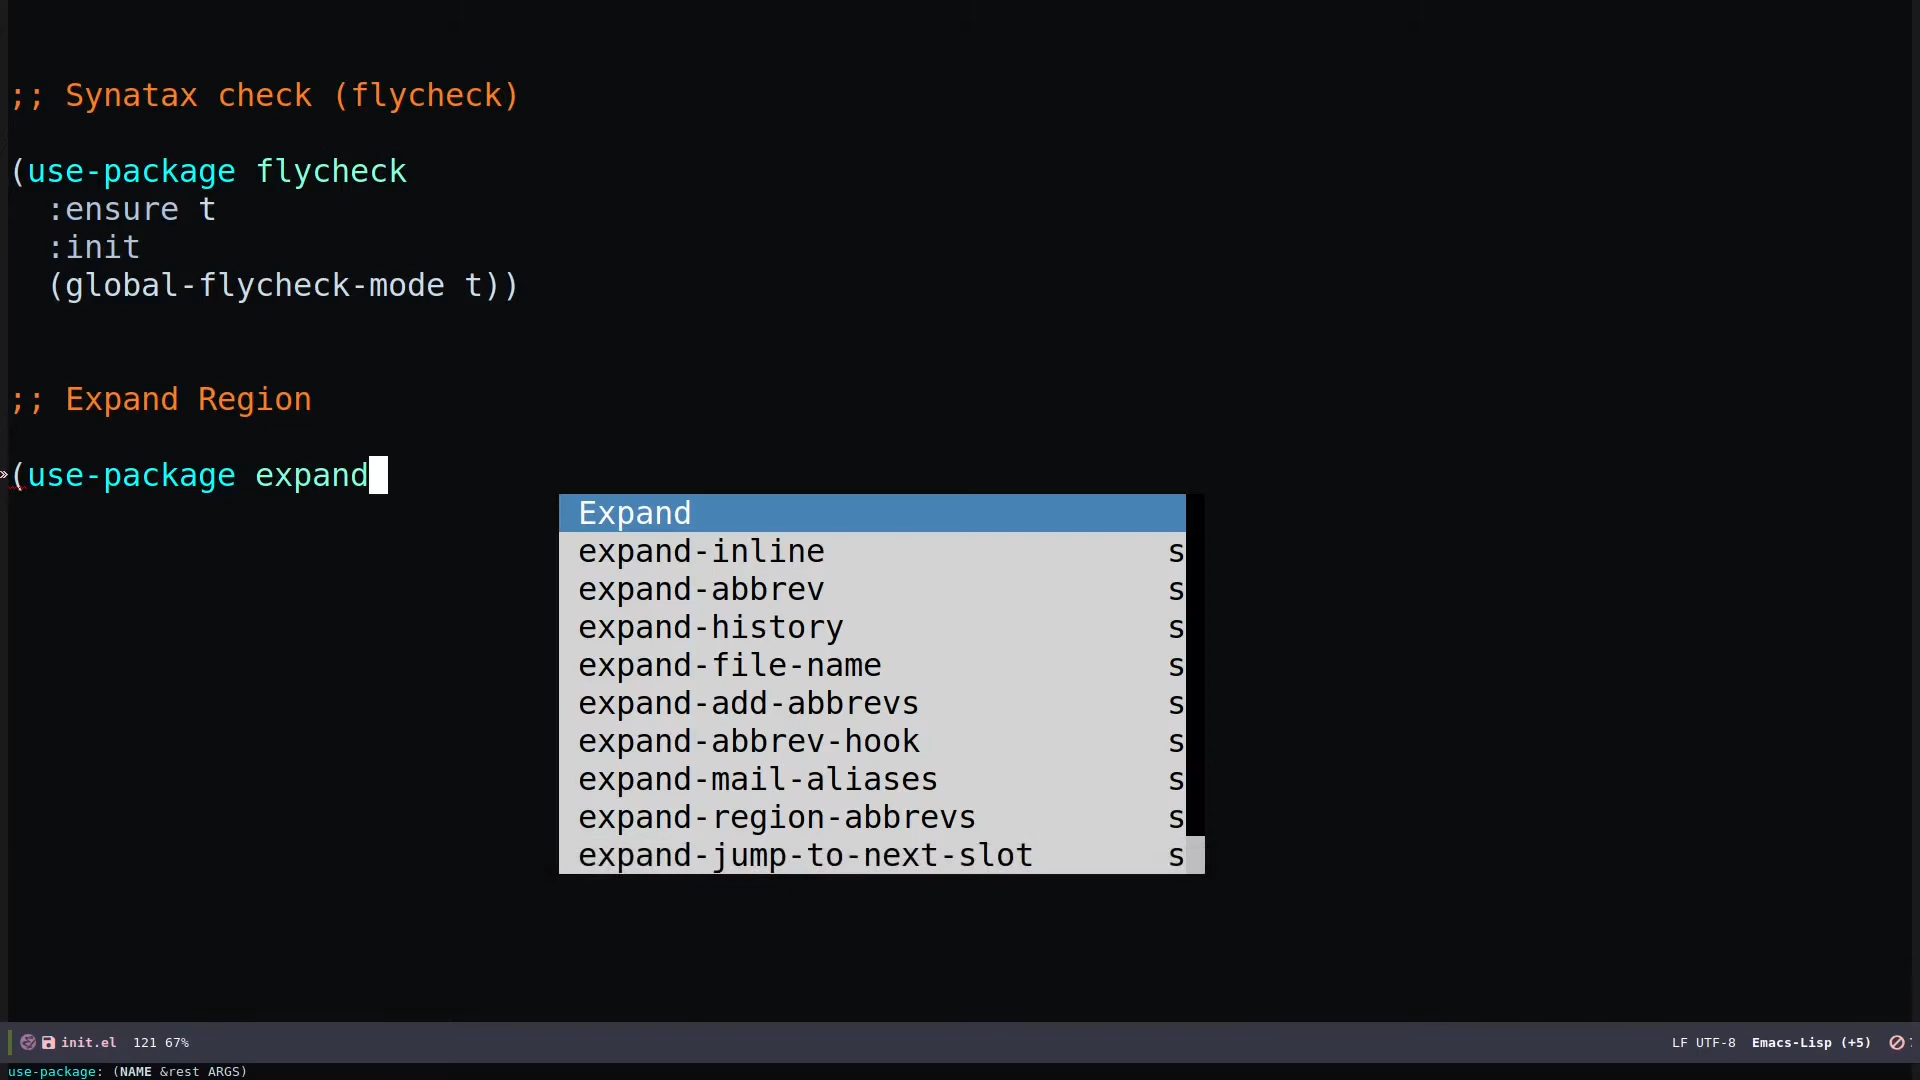 ;; Synatax check (flycheck)
(use-package flycheck
:ensure t
:init
(global-flycheck-mode t))
;; Expand Region
(use-package expand
Expand
expand-inline s
expand-abbrev s
expand-history s
expand-file-name s
expand-add-abbrevs s
expand-abbrev-hook s
expand-mail-aliases s
expand-region-abbrevs s
expand-jump-to-next-slot s
init.el 121 67% LF UTF-8 Emacs-Lisp (+5)
use-package: (NAME &rest ARGS)